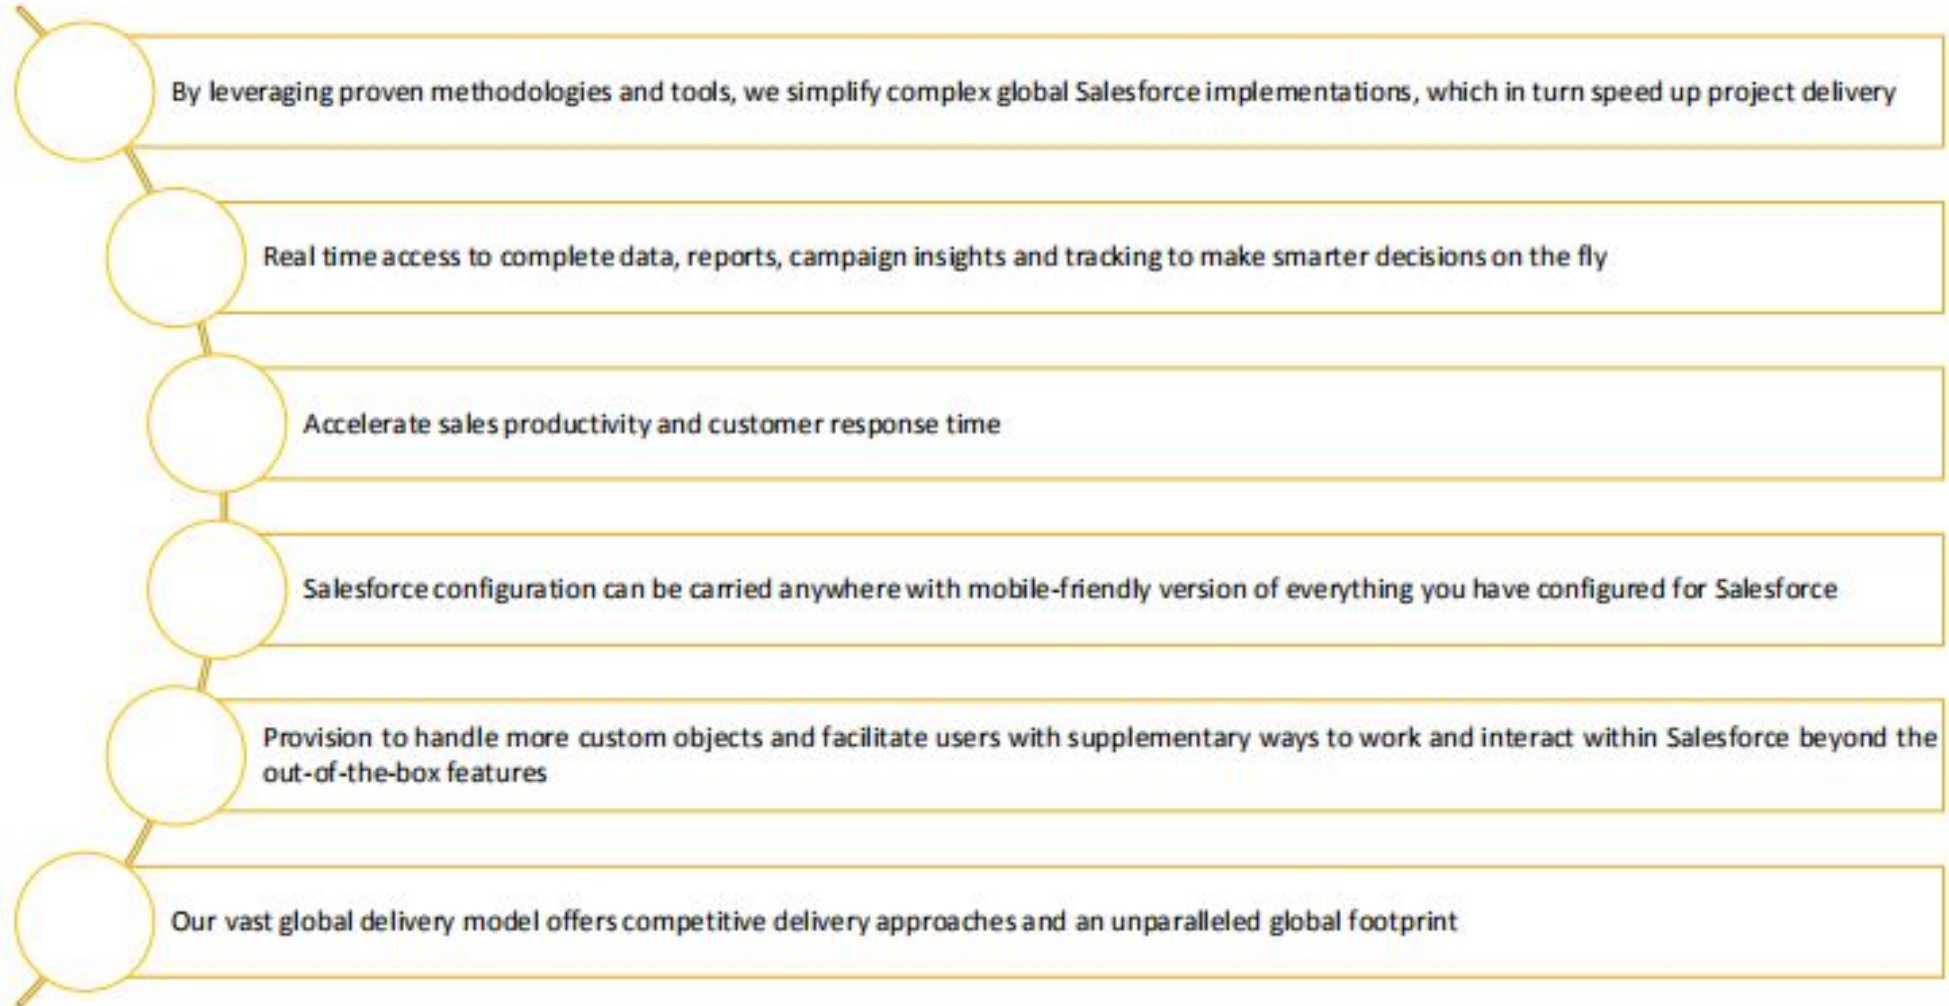 By leveraging proven methodologies and tools, we simplify complex global Salesforce implementations, which in turn speed up project delivery
Real time access to complete data, reports, campaign insights and tracking to make smarter decisions on the fly
Accelerate sales productivity and customer response time
Salesforce configuration can be carried anywhere with mobile-friendly version of everything you have configured for Salesforce
Provision to handle more custom objects and facilitate users with supplementary ways to work and interact within Salesforce beyond the
out-of-the-box features
Our vast global delivery model offers competitive delivery approaches and an unparalleled global footprint